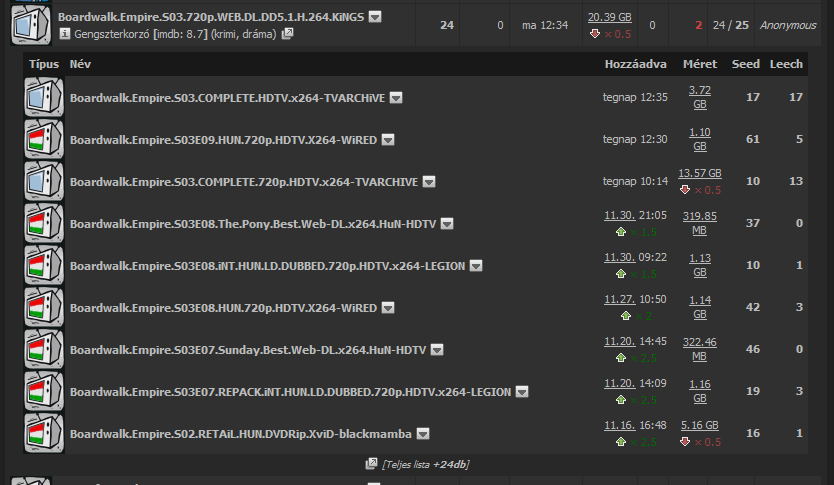 Boardwalk.Empire.S03.720p.WEB.DL.DD5.1.H.264.KiNGS
24 0 ma 12:34 20.39 GB × 0.5 0 2 24 / 25 Anonymous
Gengszterkorzó [imdb: 8.7] (krimi, dráma)
Típus Név Hozzáadva Méret Seed Leech
Boardwalk.Empire.S03.COMPLETE.HDTV.x264-TVARCHiVE tegnap 12:35 3.72 GB 17 17
Boardwalk.Empire.S03E09.HUN.720p.HDTV.X264-WiRED tegnap 12:30 1.10 GB 61 5
Boardwalk.Empire.S03.COMPLETE.720p.HDTV.x264-TVARCHIVE tegnap 10:14 13.57 GB × 0.5 10 13
Boardwalk.Empire.S03E08.The.Pony.Best.Web-DL.x264.HuN-HDTV 11.30. 21:05 × 1.5 319.85 MB 37 0
Boardwalk.Empire.S03E08.iNT.HUN.LD.DUBBED.720p.HDTV.x264-LEGION 11.30. 09:22 × 1.5 1.13 GB 10 1
Boardwalk.Empire.S03E08.HUN.720p.HDTV.X264-WiRED 11.27. 10:50 × 2 1.14 GB 42 3
Boardwalk.Empire.S03E07.Sunday.Best.Web-DL.x264.HuN-HDTV 11.20. 14:45 × 2.5 322.46 MB 46 0
Boardwalk.Empire.S03E07.REPACK.iNT.HUN.LD.DUBBED.720p.HDTV.x264-LEGION 11.20. 14:09 × 2.5 1.16 GB 19 3
Boardwalk.Empire.S02.RETAiL.HUN.DVDRip.XviD-blackmamba 11.16. 16:48 × 2.5 5.16 GB × 0.5 16 1
[Teljes lista +24db]